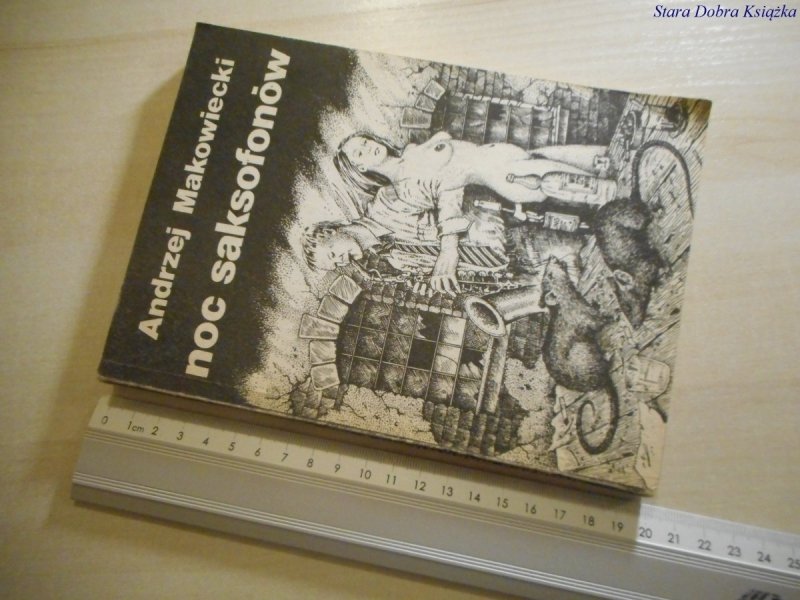 Stara Dobra Książka
Andrzej Makowiecki
noc saksofonów
0 1cm 2 3 4 5 6 7 8 9 10 11 12 13 14 15 16 17 18 19 20 21 22 23 24 25